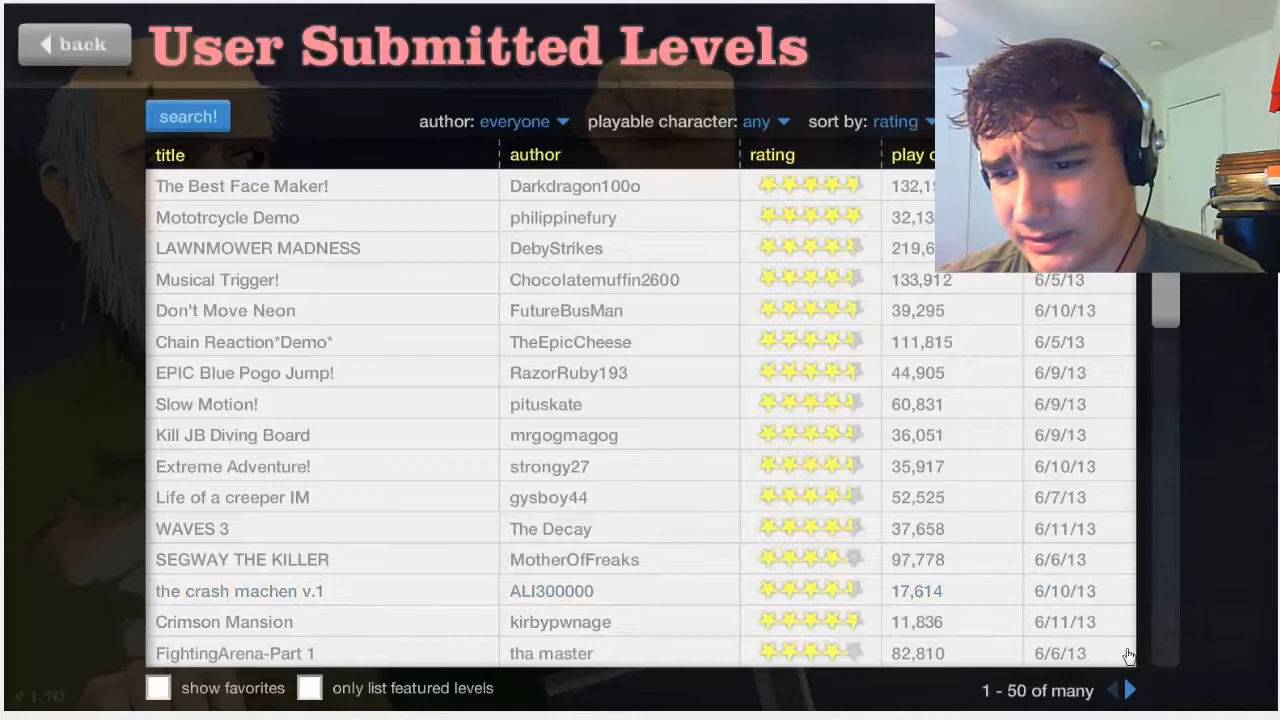 back
User Submitted Levels
search!
author: everyone playable character: any sort by: rating
title author rating play
The Best Face Maker! Darkdragon100o
Mototrcycle Demo philippinefury
LAWNMOWER MADNESS DebyStrikes
Musical Trigger! Chocolatemuffin2600 133,912 6/5/13
Don't Move Neon FutureBusMan 39,295 6/10/13
Chain Reaction*Demo* TheEpicCheese 111,815 6/5/13
EPIC Blue Pogo Jump! RazorRuby193 44,905 6/9/13
Slow Motion! pituskate 60,831 6/9/13
Kill JB Diving Board mrgogmagog 36,051 6/9/13
Extreme Adventure! strongy27 35,917 6/10/13
Life of a creeper IM gysboy44 52,525 6/7/13
WAVES 3 The Decay 37,658 6/11/13
SEGWAY THE KILLER MotherOfFreaks 97,778 6/6/13
the crash machen v.1 ALI300000 17,614 6/10/13
Crimson Mansion kirbypwnage 11,836 6/11/13
FightingArena-Part 1 tha master 82,810 6/6/13
show favorites only list featured levels 1 - 50 of many
v 1.70